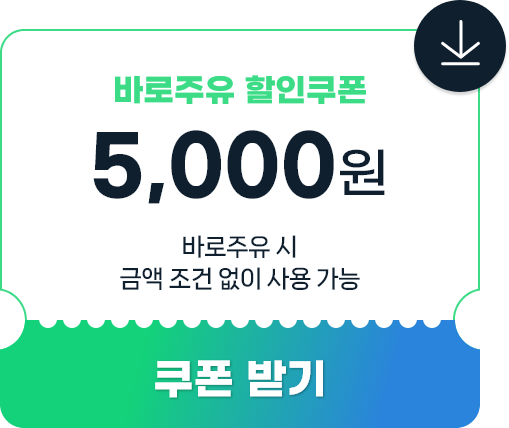 바로주유 할인쿠폰
5,000원
바로주유 시
금액 조건 없이 사용 가능
쿠폰 받기